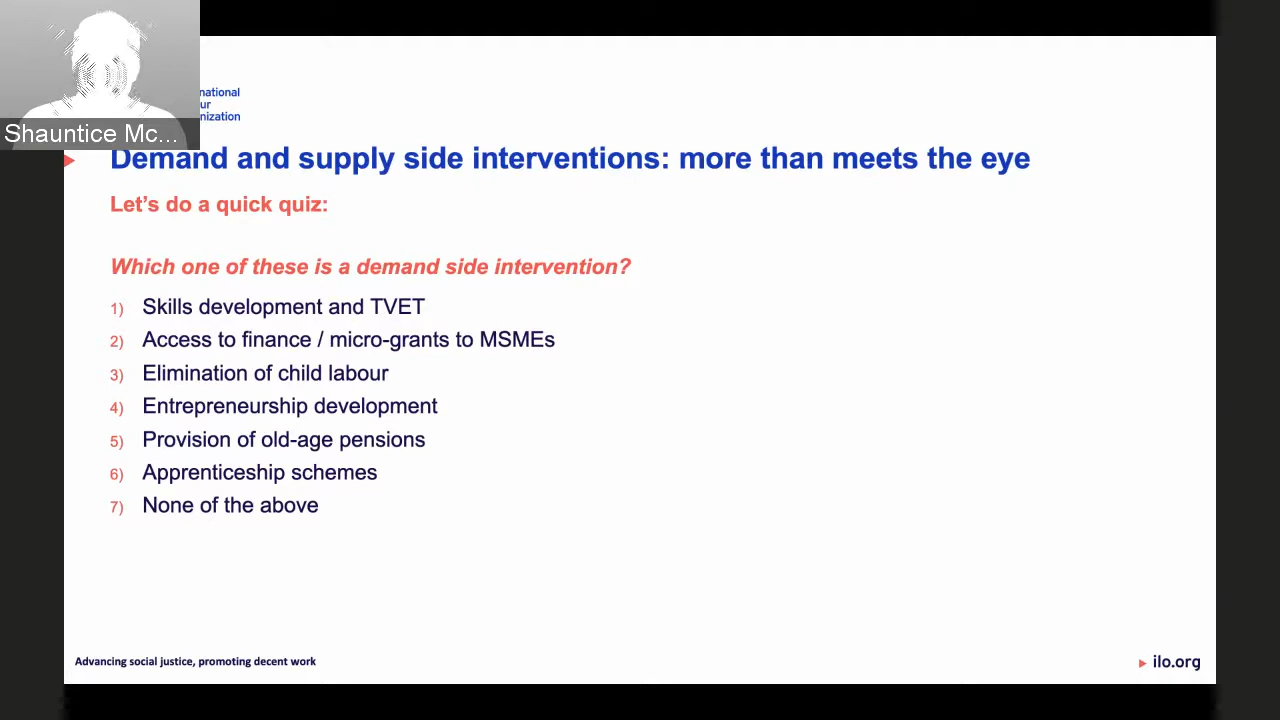 national
ur
nization
Shauntice Mc...
Demand and supply side interventions: more than meets the eye
Let's do a quick quiz:
Which one of these is a demand side intervention?
1) Skills development and TVET
2) Access to finance / micro-grants to MSMEs
3) Elimination of child labour
4) Entrepreneurship development
5) Provision of old-age pensions
6) Apprenticeship schemes
7) None of the above
Advancing social justice, promoting decent work
ilo.org